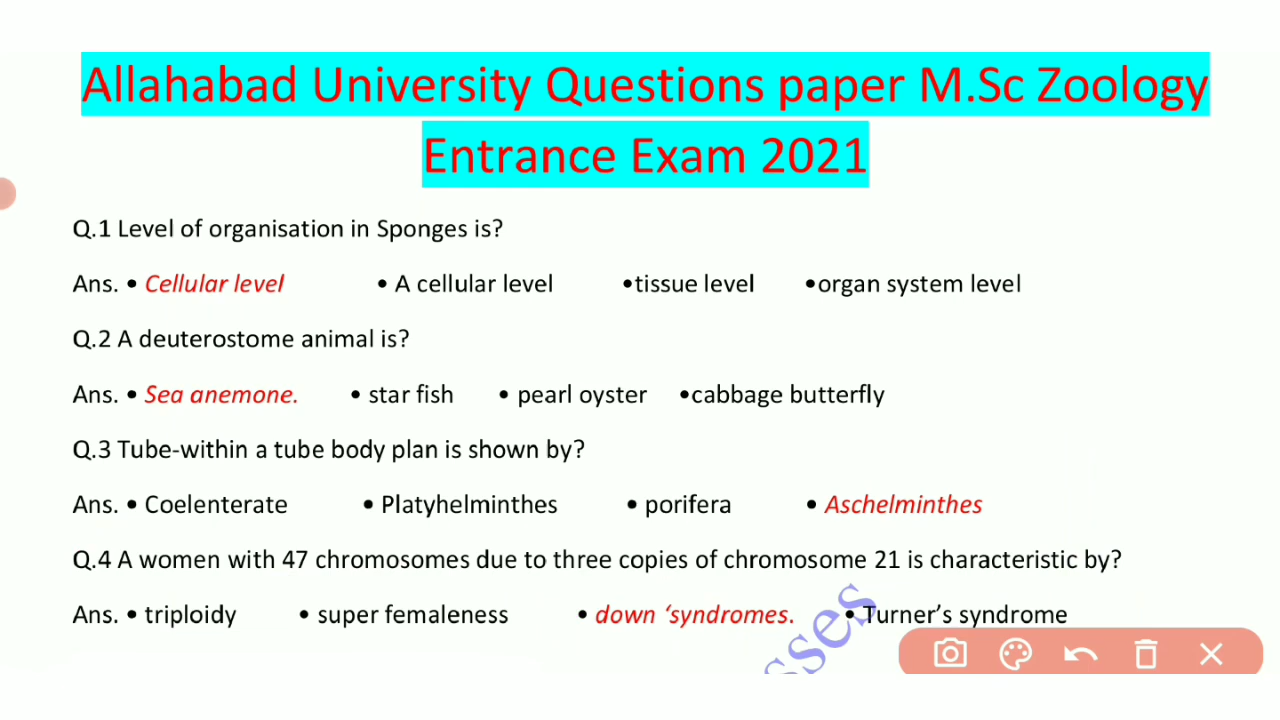 Allahabad University Questions paper M.Sc Zoology
Entrance Exam 2021
Q.1 Level of organisation in Sponges is?
Ans. • Cellular level • A cellular level •tissue level •organ system level
Q.2 A deuterostome animal is?
Ans. • Sea anemone. • star fish • pearl oyster •cabbage butterfly
Q.3 Tube-within a tube body plan is shown by?
Ans. • Coelenterate • Platyhelminthes • porifera • Aschelminthes
Q.4 A women with 47 chromosomes due to three copies of chromosome 21 is characteristic by?
Ans. • triploidy • super femaleness • down ‘syndromes. • Turner’s syndrome